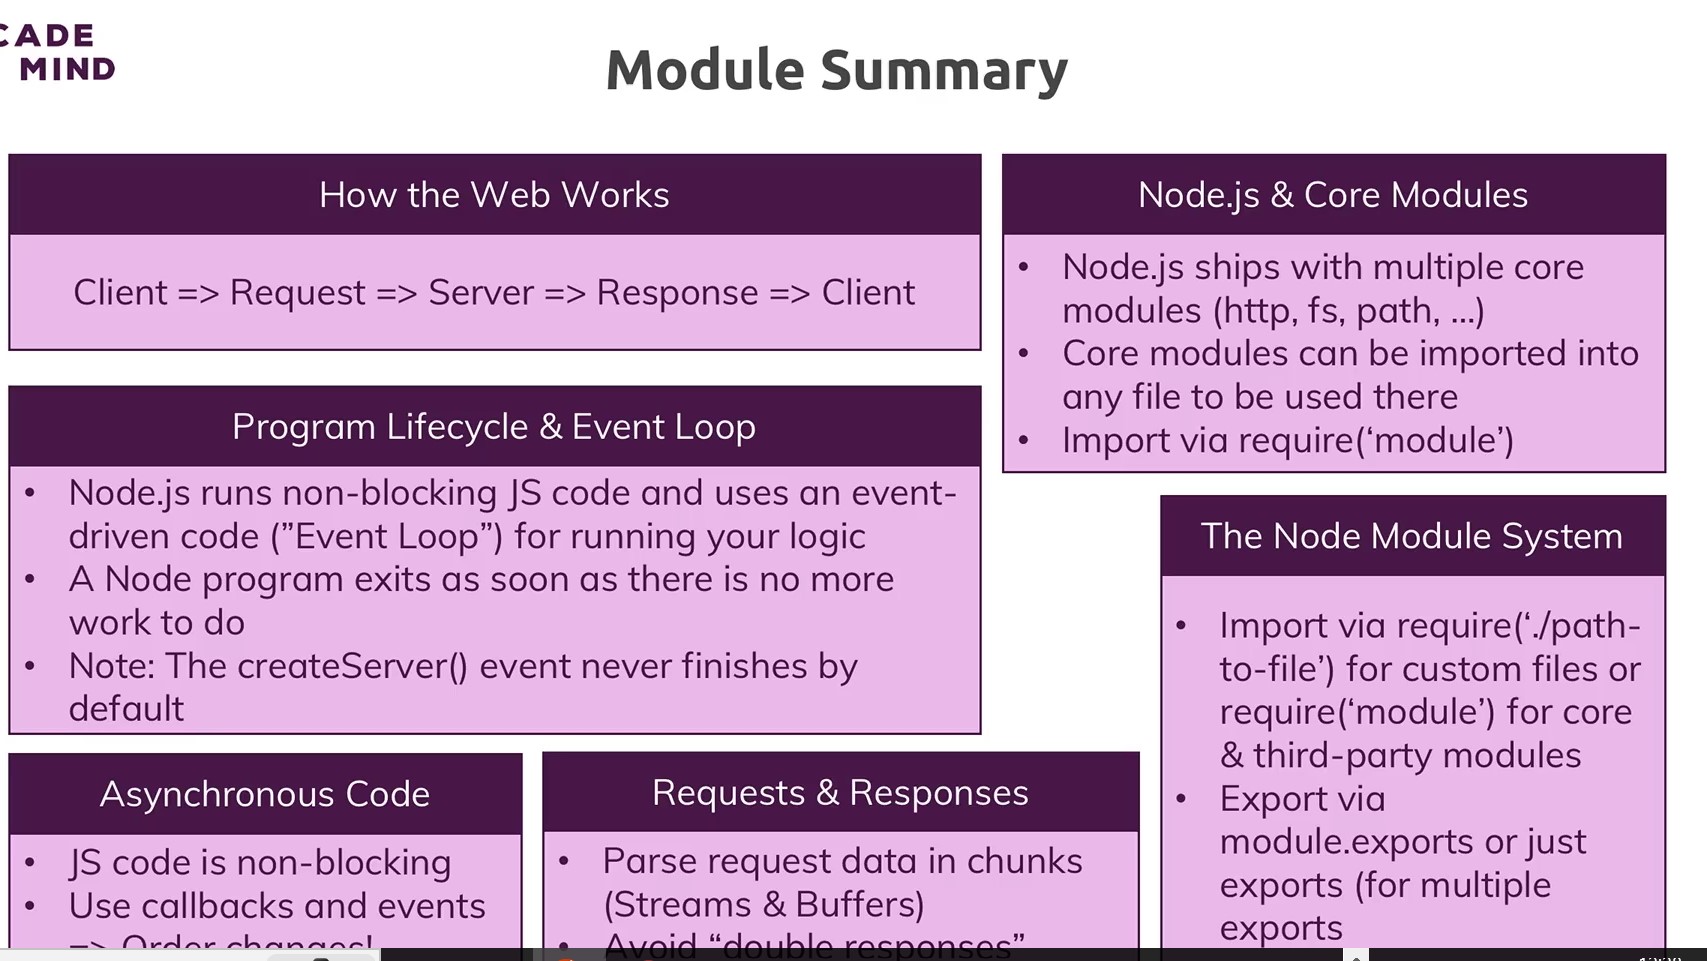 CADE
MIND
Module Summary
How the Web Works
Client => Request => Server => Response => Client
Node.js & Core Modules
• Node.js ships with multiple core
modules (http, fs, path, ...)
• Core modules can be imported into
any file to be used there
• Import via require(‘module’)
Program Lifecycle & Event Loop
• Node.js runs non-blocking JS code and uses an event-
driven code (”Event Loop”) for running your logic
• A Node program exits as soon as there is no more
work to do
• Note: The createServer() event never finishes by
default
The Node Module System
• Import via require(‘./path-
to-file’) for custom files or
require(‘module’) for core
& third-party modules
• Export via
module.exports or just
exports (for multiple
exports
Asynchronous Code
• JS code is non-blocking
• Use callbacks and events
=> Order changes!
Requests & Responses
• Parse request data in chunks
(Streams & Buffers)
• Avoid “double responses”